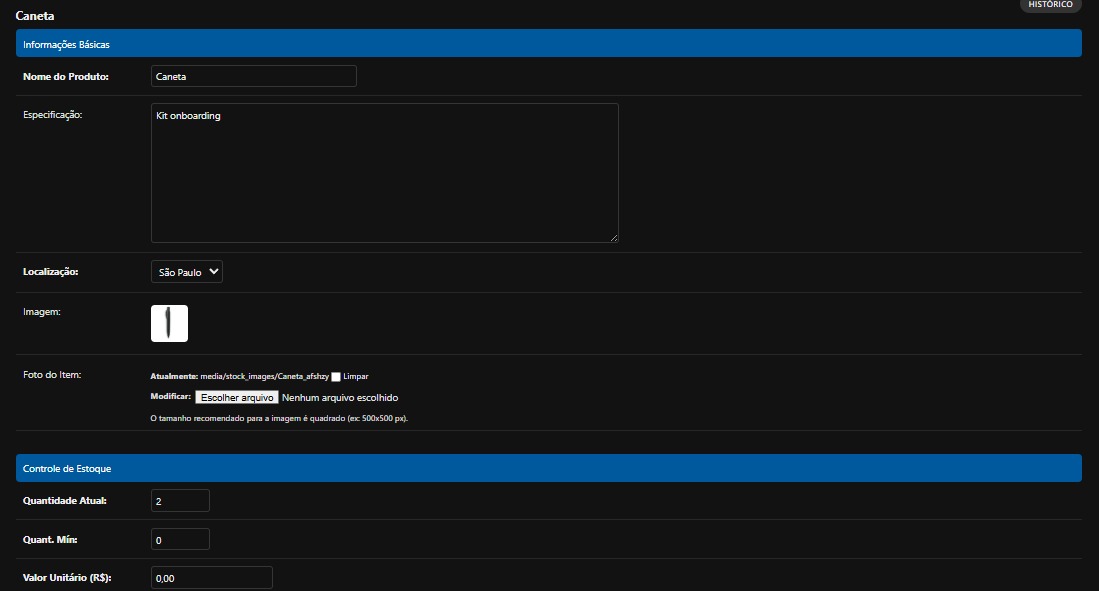 HISTÓRICO
Caneta
Informações Básicas
Nome do Produto: Caneta
Especificação: Kit onboarding
Localização: São Paulo
Imagem:
Foto do Item: Atualmente: media/stock_images/Caneta_afshzy Limpar
Modificar: Escolher arquivo Nenhum arquivo escolhido
O tamanho recomendado para a imagem é quadrado (ex: 500x500 px).
Controle de Estoque
Quantidade Atual: 2
Quant. Mín: 0
Valor Unitário (R$): 0,00